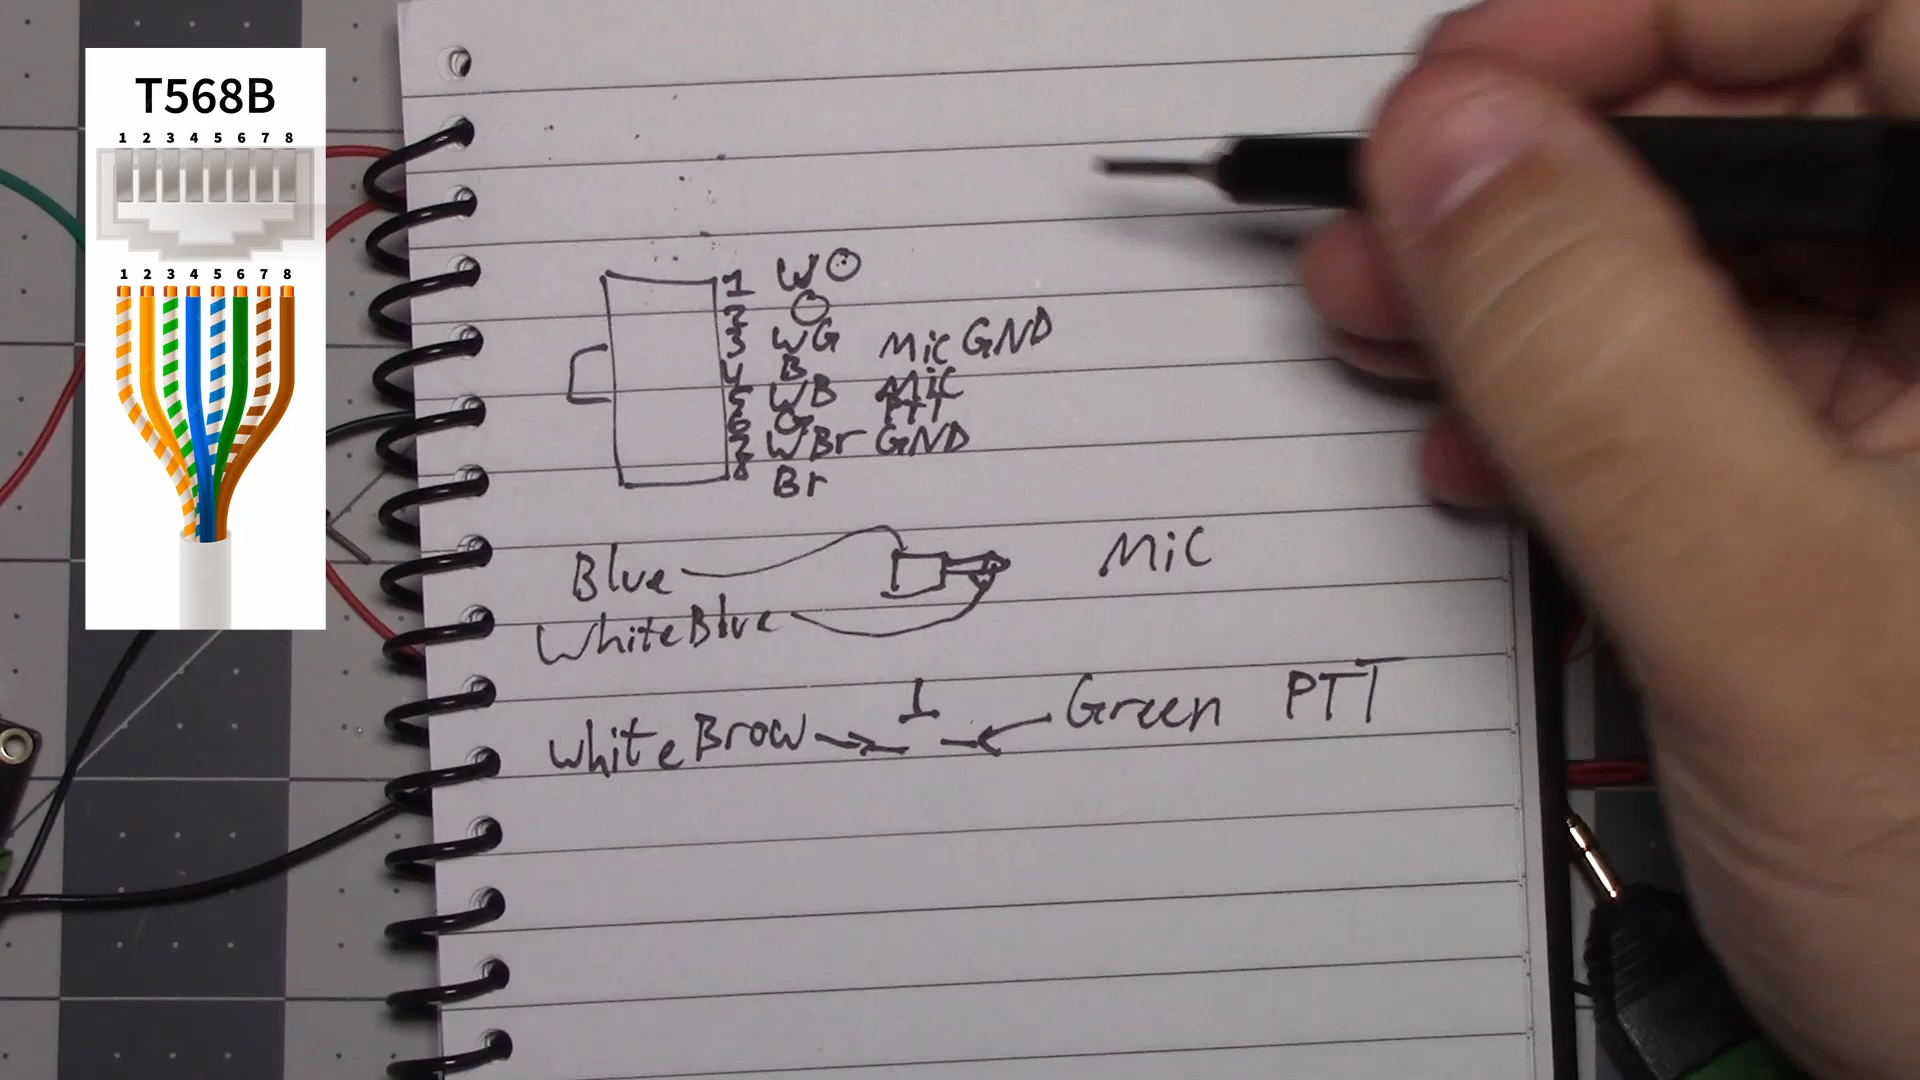 T568B
1 2 3 4 5 6 7 8
1 2 3 4 5 6 7 8
1 WO
2 O
3 WG Mic GND
4 B
5 WB Mic
6 G PTT
7 WBr GND
8 Br
Blue Mic
White Blue
White Brow Green PTT